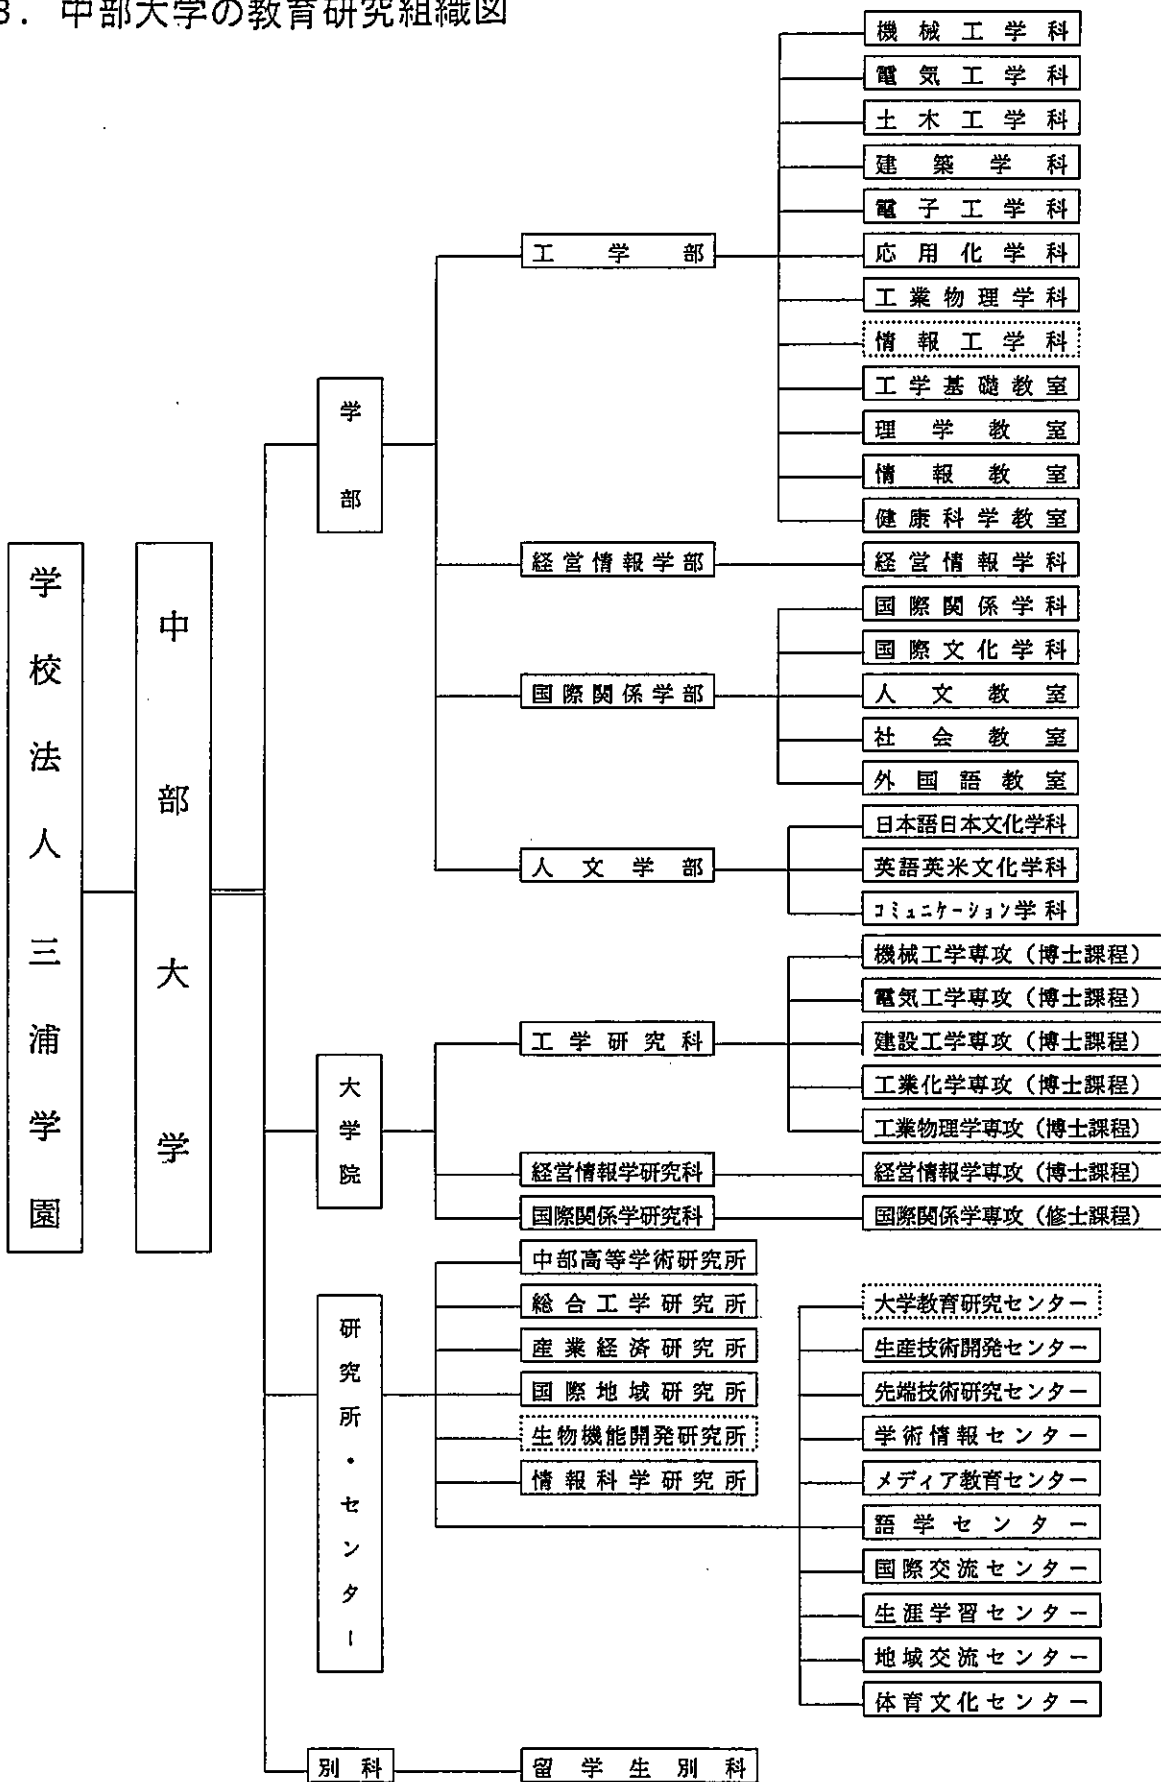 3．中部大学の教育研究組織図
学校法人三浦学園
中部大学
学部
工学部
機械工学科
電気工学科
土木工学科
建築学科
電子工学科
応用化学科
工業物理学科
情報工学科
工学基礎教室
理学教室
情報教室
健康科学教室
経営情報学部
経営情報学科
国際関係学部
国際関係学科
国際文化学科
人文教室
社会教室
外国語教室
人文学部
日本語日本文化学科
英語英米文化学科
コミュニケーション学科
大学院
工学研究科
機械工学専攻（博士課程）
電気工学専攻（博士課程）
建設工学専攻（博士課程）
工業化学専攻（博士課程）
工業物理学専攻（博士課程）
経営情報学研究科
経営情報学専攻（博士課程）
国際関係学研究科
国際関係学専攻（修士課程）
研究所・センター
中部高等学術研究所
総合工学研究所
産業経済研究所
国際地域研究所
生物機能開発研究所
情報科学研究所
大学教育研究センター
生産技術開発センター
先端技術研究センター
学術情報センター
メディア教育センター
語学センター
国際交流センター
生涯学習センター
地域交流センター
体育文化センター
別科
留学生別科